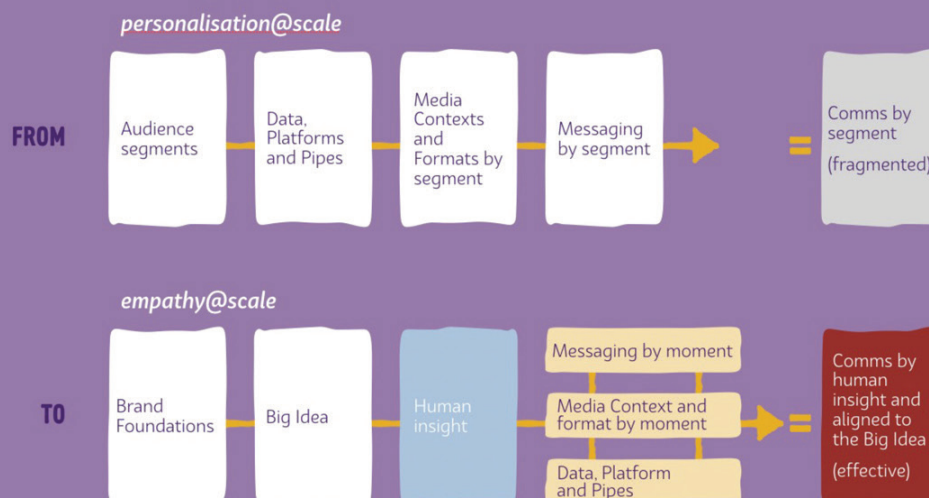 personalisation@scale
FROM
Audience
segments
Data,
Platforms
and Pipes
Media
Contexts
and
Formats by
segment
Messaging
by segment
=
Comms by
segment
(fragmented)
empathy@scale
TO
Brand
Foundations
Big Idea
Human
insight
Messaging by moment
Media Context and
format by moment
Data, Platform
and Pipes
=
Comms by
human
insight and
aligned to
the Big Idea
(effective)